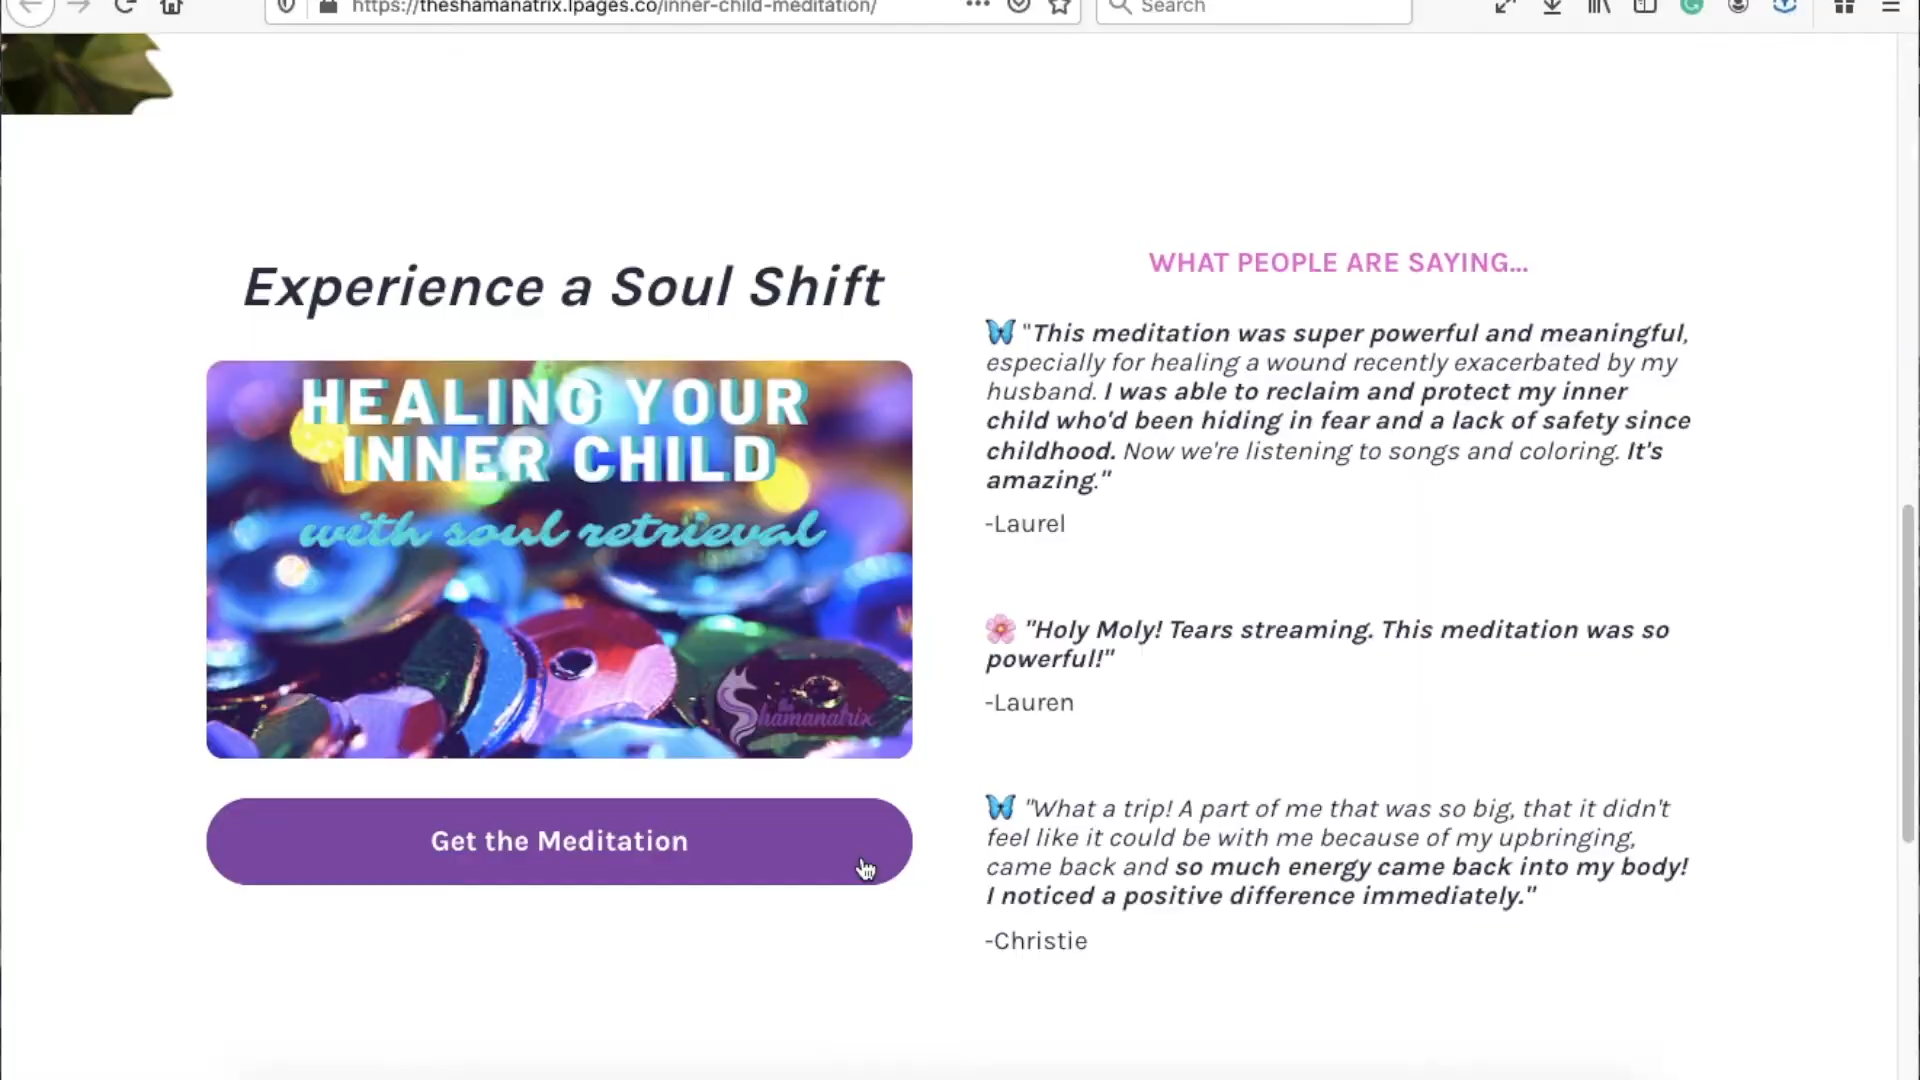 https://theshamanatrix.lpages.co/inner-child-meditation/
Search
Experience a Soul Shift
HEALING YOUR
INNER CHILD
with soul retrieval
the
Shamanatrix
Get the Meditation
WHAT PEOPLE ARE SAYING...
"This meditation was super powerful and meaningful,
especially for healing a wound recently exacerbated by my
husband. I was able to reclaim and protect my inner
child who'd been hiding in fear and a lack of safety since
childhood. Now we're listening to songs and coloring. It's
amazing."
-Laurel
"Holy Moly! Tears streaming. This meditation was so
powerful!"
-Lauren
"What a trip! A part of me that was so big, that it didn't
feel like it could be with me because of my upbringing,
came back and so much energy came back into my body!
I noticed a positive difference immediately."
-Christie